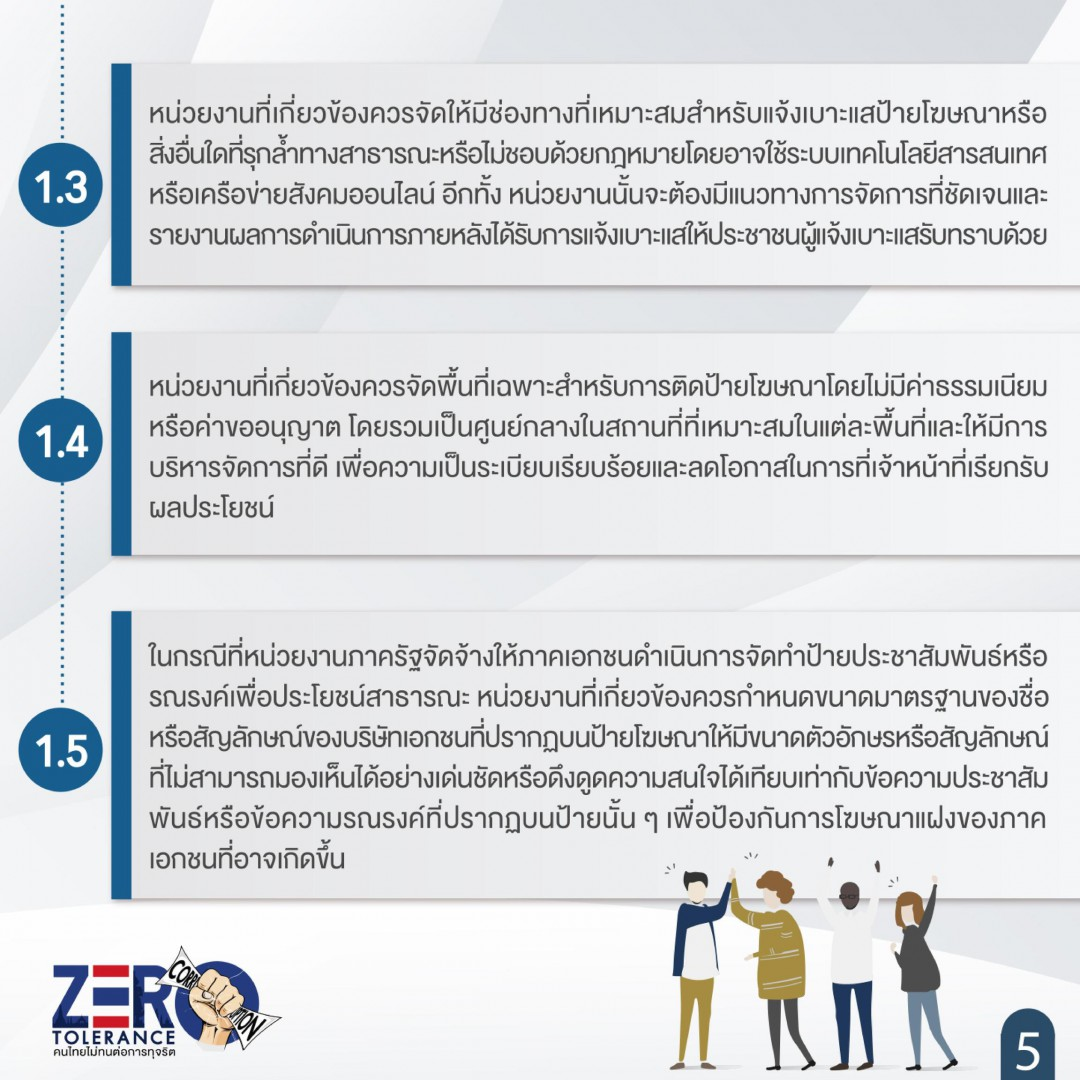 1.3
หน่วยงานที่เกี่ยวข้องควรจัดให้มีช่องทางที่เหมาะสมสำหรับแจ้งเบาะแสป้ายโฆษณาหรือ
สิ่งอื่นใดที่รุกล้ำทางสาธารณะหรือไม่ชอบด้วยกฎหมายโดยอาจใช้ระบบเทคโนโลยีสารสนเทศ
หรือเครือข่ายสังคมออนไลน์ อีกทั้ง หน่วยงานนั้นจะต้องมีแนวทางการจัดการที่ชัดเจนและ
รายงานผลการดำเนินการภายหลังได้รับการแจ้งเบาะแสให้ประชาชนผู้แจ้งเบาะแสรับทราบด้วย
1.4
หน่วยงานที่เกี่ยวข้องควรจัดพื้นที่เฉพาะสำหรับการติดป้ายโฆษณาโดยไม่มีค่าธรรมเนียม
หรือค่าขออนุญาต โดยรวมเป็นศูนย์กลางในสถานที่ที่เหมาะสมในแต่ละพื้นที่และให้มีการ
บริหารจัดการที่ดี เพื่อความเป็นระเบียบเรียบร้อยและลดโอกาสในการที่เจ้าหน้าที่เรียกรับ
ผลประโยชน์
1.5
ในกรณีที่หน่วยงานภาครัฐจัดจ้างให้ภาคเอกชนดำเนินการจัดทำป้ายประชาสัมพันธ์หรือ
รณรงค์เพื่อประโยชน์สาธารณะ หน่วยงานที่เกี่ยวข้องควรกำหนดขนาดมาตรฐานของชื่อ
หรือสัญลักษณ์ของบริษัทเอกชนที่ปรากฏบนป้ายโฆษณาให้มีขนาดตัวอักษรหรือสัญลักษณ์
ที่ไม่สามารถมองเห็นได้อย่างเด่นชัดหรือดึงดูดความสนใจได้เทียบเท่ากับข้อความประชาสัม
พันธ์หรือข้อความรณรงค์ที่ปรากฏบนป้ายนั้น ๆ เพื่อป้องกันการโฆษณาแฝงของภาค
เอกชนที่อาจเกิดขึ้น
ZERO
TOLERANCE
คนไทยไม่ทนต่อการทุจริต
5